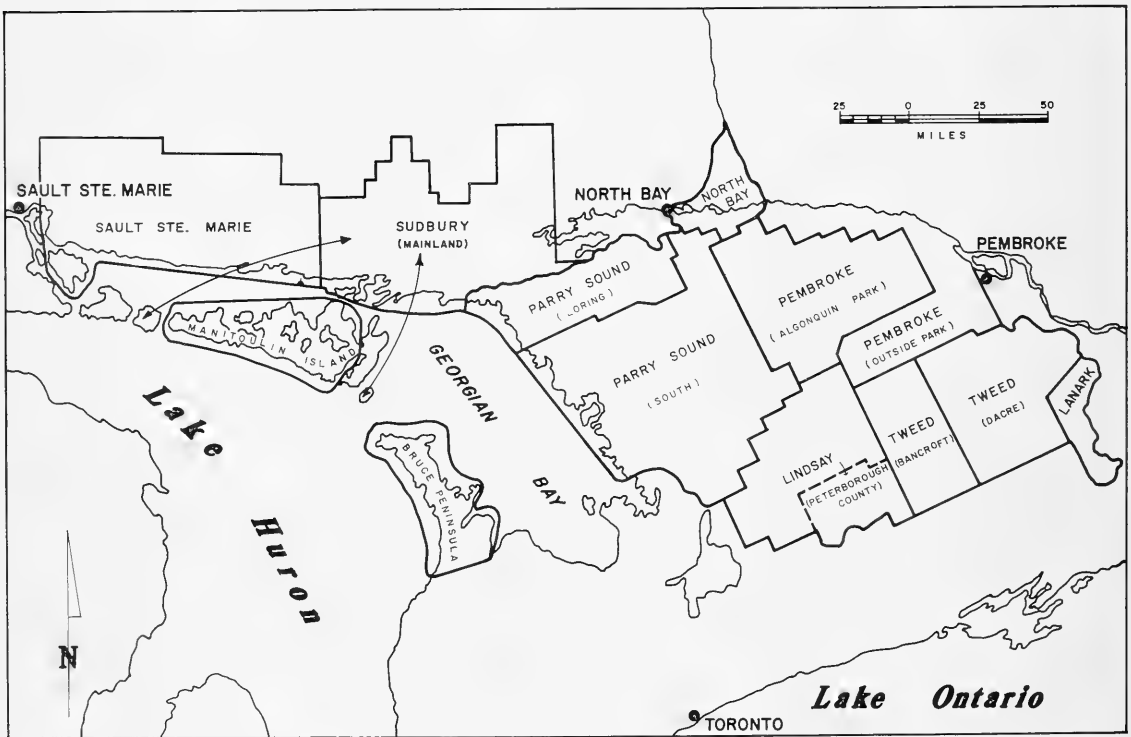 25 0 25 50
MILES
SAULT STE. MARIE
SAULT STE. MARIE
SUDBURY
(MAINLAND)
NORTH BAY
NORTH
BAY
PEMBROKE
PARRY SOUND
(LORING)
PEMBROKE
(ALGONQUIN PARK)
PEMBROKE
(OUTSIDE PARK)
MANITOULIN ISLAND
GEORGIAN
BAY
PARRY SOUND
(SOUTH)
TWEED
(DACRE)
LANARK
TWEED
(BANCROFT)
LINDSAY
(PETERBOROUGH
COUNTY)
BRUCE PENINSULA
Lake
Huron
N
Lake Ontario
TORONTO